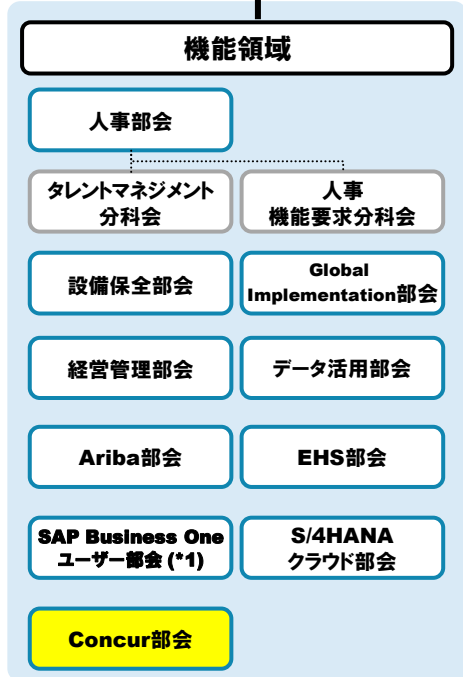 機能領域
人事部会
タレントマネジメント
分科会
人事
機能要求分科会
設備保全部会
Global
Implementation部会
経営管理部会
データ活用部会
Ariba部会
EHS部会
SAP Business One
ユーザー部会 (*1)
S/4HANA
クラウド部会
Concur部会